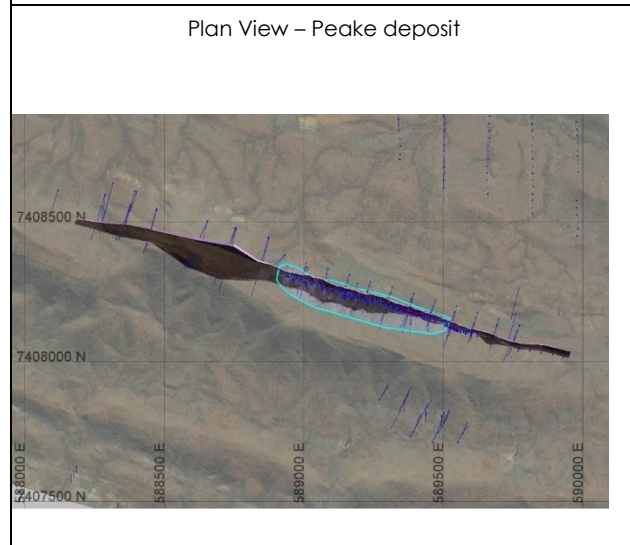 Plan View – Peake deposit
7408500 N
7408000 N
7407500 N
588000 E
588500 E
589000 E
589500 E
590000 E